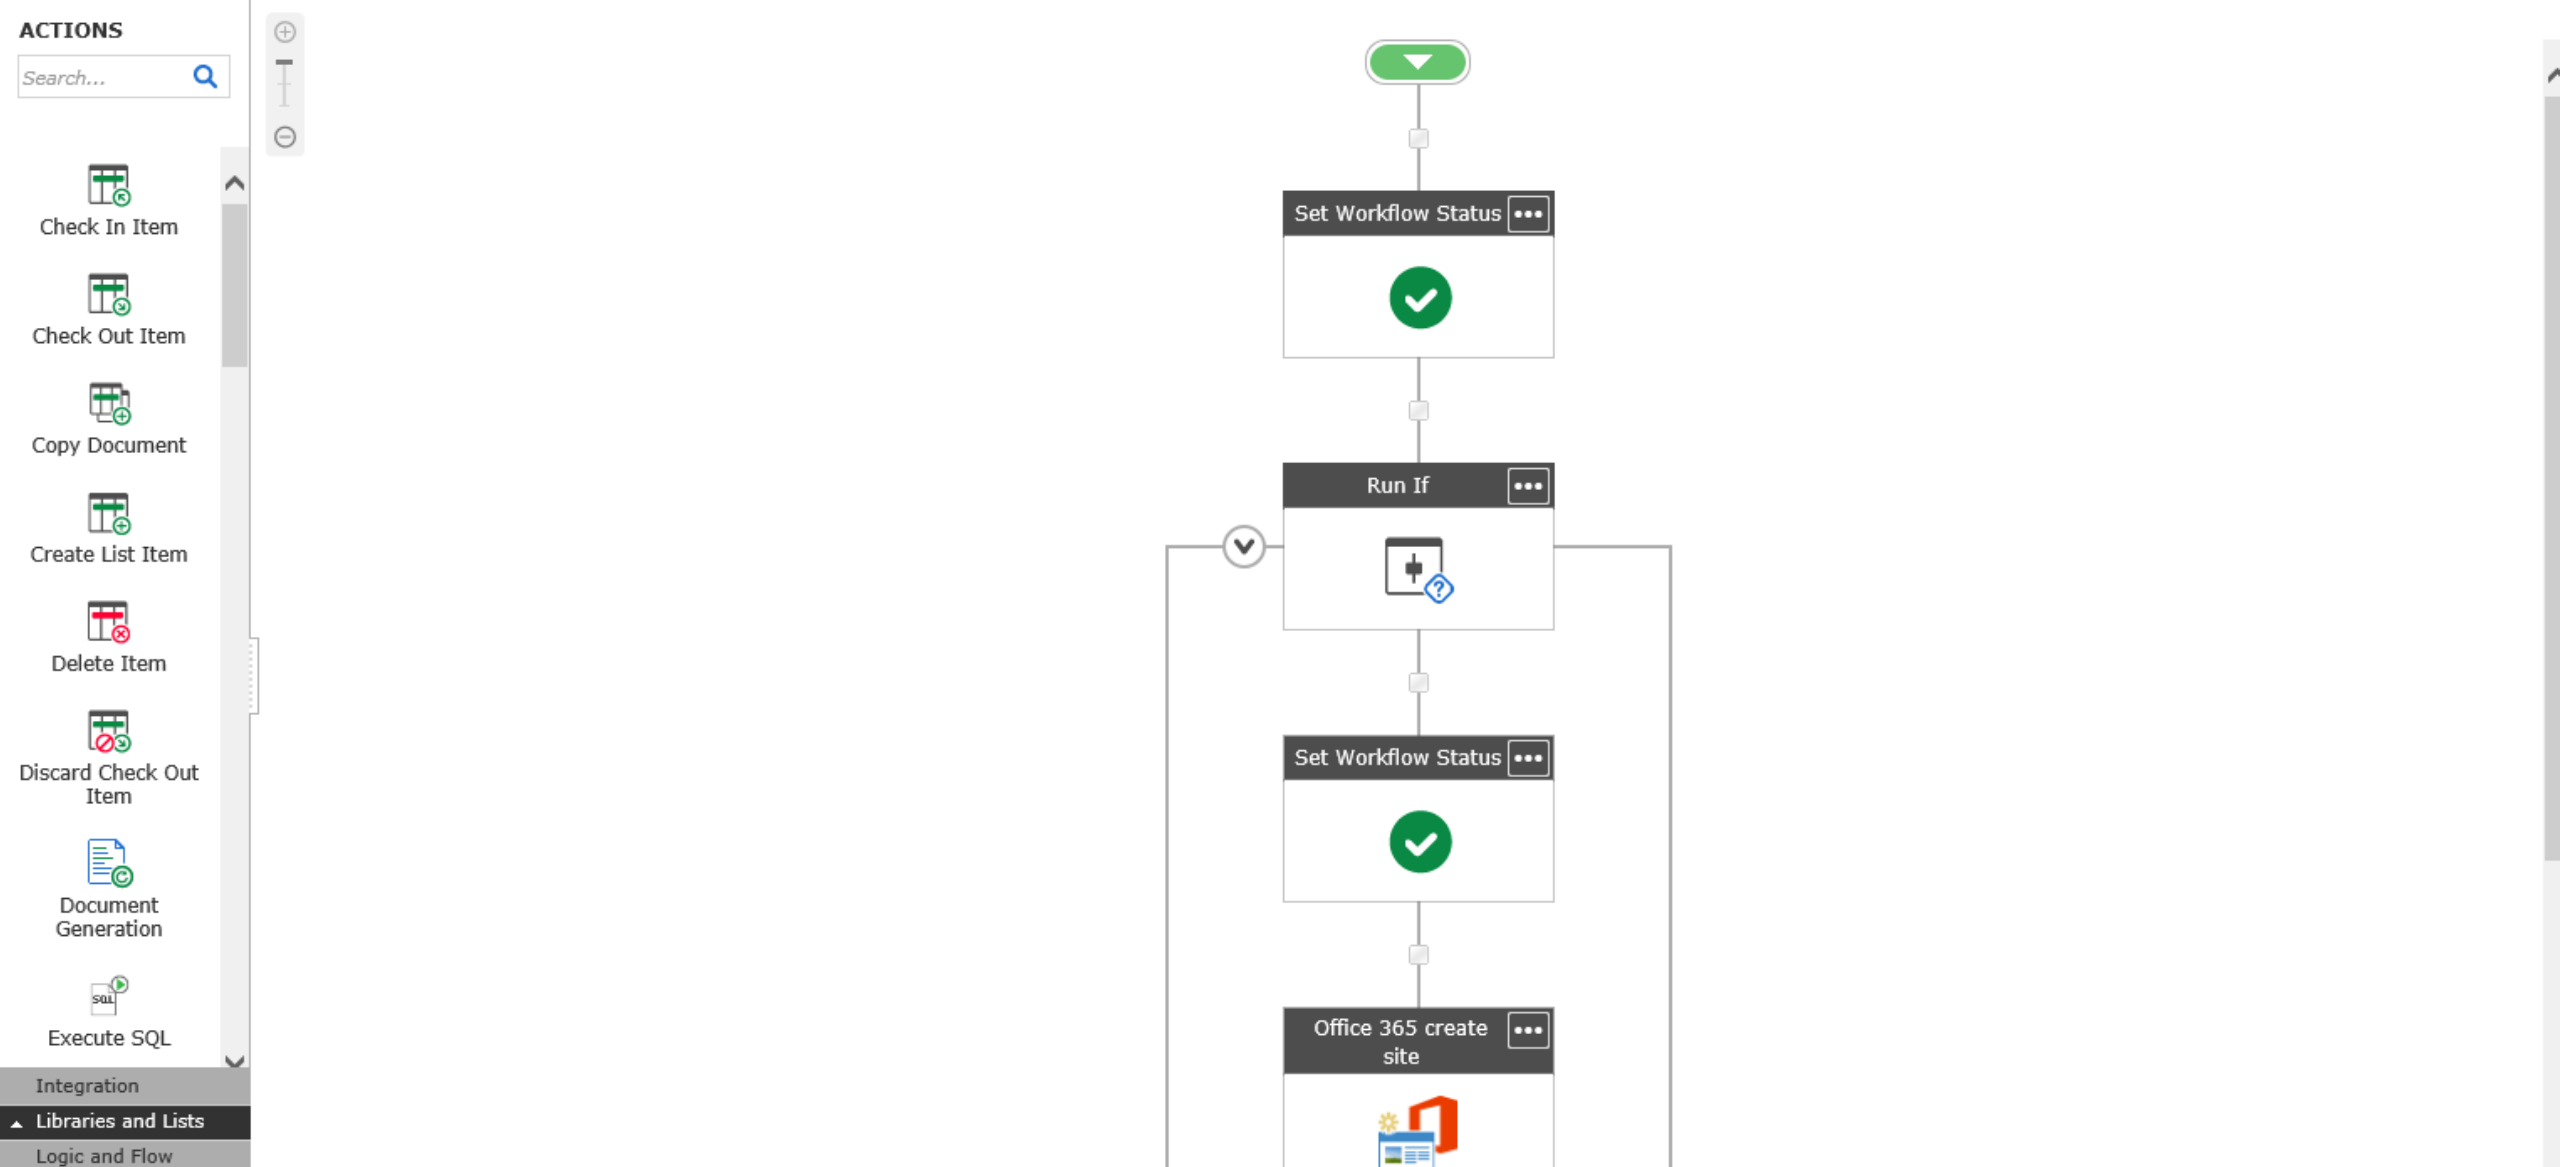 ACTIONS
Search...
Check In Item
Check Out Item
Copy Document
Create List Item
Delete Item
Discard Check Out
Item
Document
Generation
SQL
Execute SQL
Integration
Libraries and Lists
Logic and Flow
Set Workflow Status
Run If
Set Workflow Status
Office 365 create
site